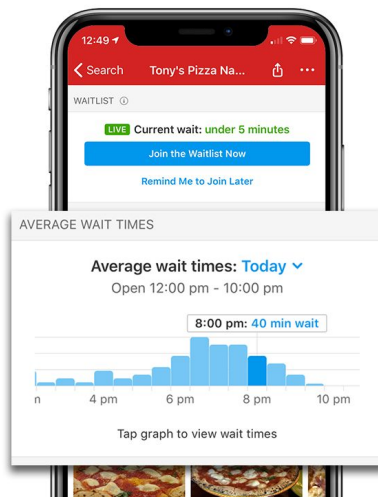 12:49
Search Tony's Pizza Na...
WAITLIST
LIVE Current wait: under 5 minutes
Join the Waitlist Now
Remind Me to Join Later
AVERAGE WAIT TIMES
Average wait times: Today
Open 12:00 pm - 10:00 pm
8:00 pm: 40 min wait
4 pm 6 pm 8 pm 10 pm
Tap graph to view wait times